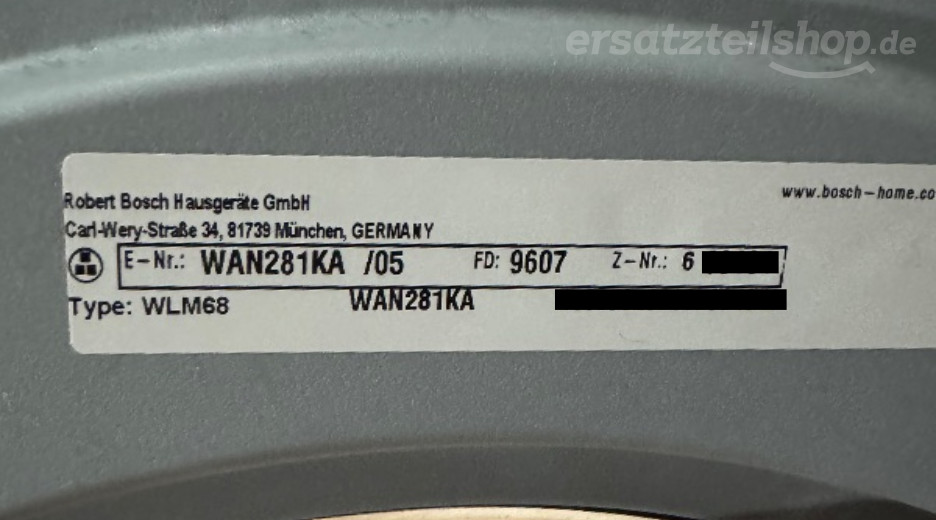 ersatzteilshop.de
www.bosch-home.co
Robert Bosch Hausgeräte GmbH
Carl-Wery-Straße 34, 81739 München, GERMANY
E-Nr.: WAN281KA /05 FD: 9607 Z-Nr.: 6
Type: WLM68 WAN281KA